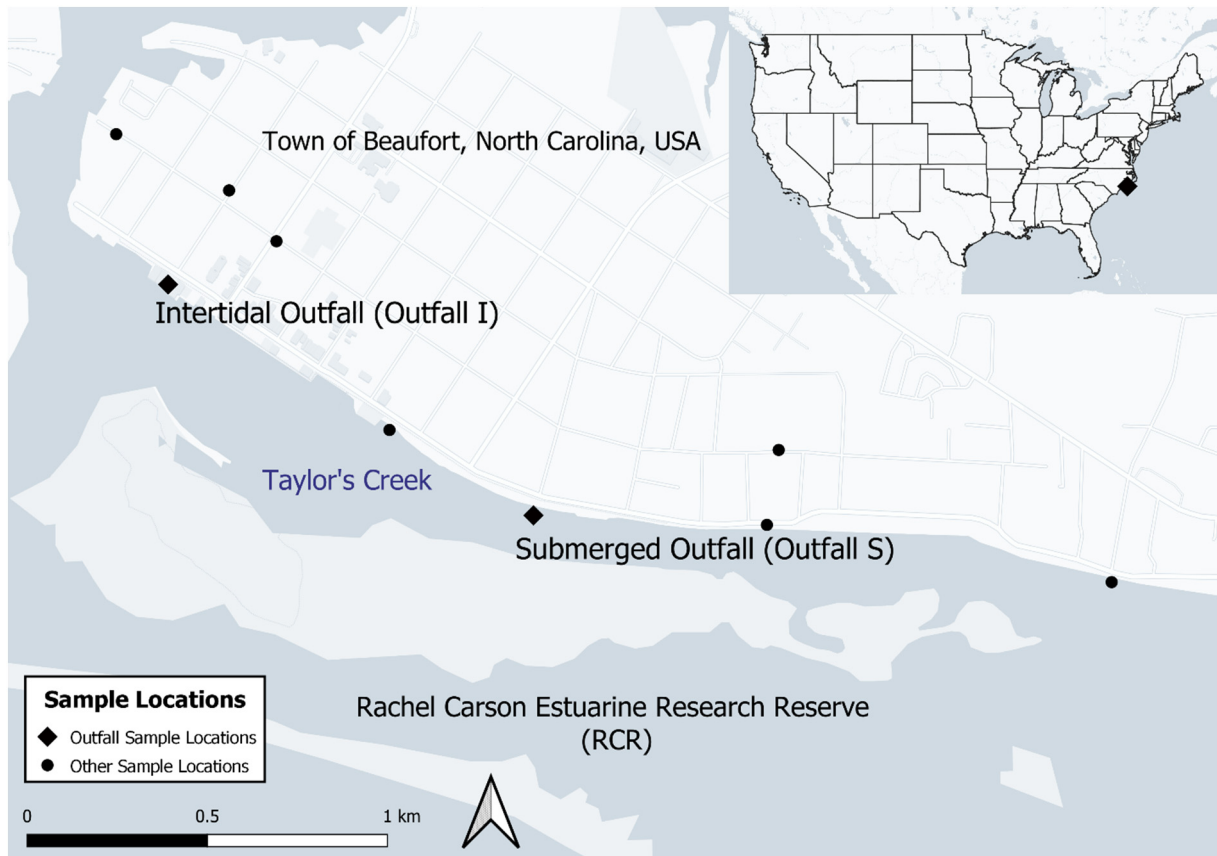 Town of Beaufort, North Carolina, USA
Intertidal Outfall (Outfall I)
Taylor's Creek
Submerged Outfall (Outfall S)
Rachel Carson Estuarine Research Reserve
(RCR)
Sample Locations
Outfall Sample Locations
Other Sample Locations
0 0.5 1 km